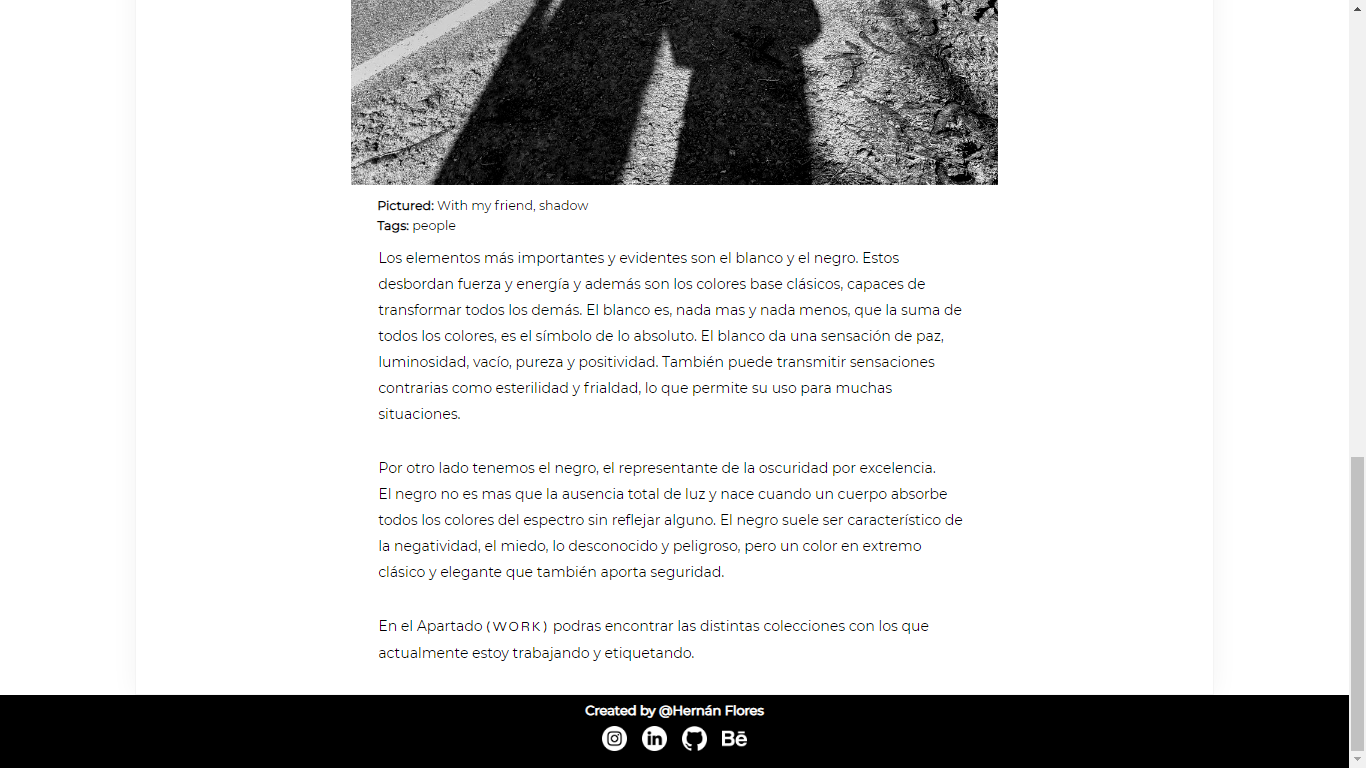 Pictured: With my friend, shadow
Tags: people
Los elementos más importantes y evidentes son el blanco y el negro. Estos
desbordan fuerza y energía y además son los colores base clásicos, capaces de
transformar todos los demás. El blanco es, nada mas y nada menos, que la suma de
todos los colores, es el símbolo de lo absoluto. El blanco da una sensación de paz,
luminosidad, vacío, pureza y positividad. También puede transmitir sensaciones
contrarias como esterilidad y frialdad, lo que permite su uso para muchas
situaciones.
Por otro lado tenemos el negro, el representante de la oscuridad por excelencia.
El negro no es mas que la ausencia total de luz y nace cuando un cuerpo absorbe
todos los colores del espectro sin reflejar alguno. El negro suele ser característico de
la negatividad, el miedo, lo desconocido y peligroso, pero un color en extremo
clásico y elegante que también aporta seguridad.
En el Apartado (WORK) podras encontrar las distintas colecciones con los que
actualmente estoy trabajando y etiquetando.
Created by @Hernán Flores
in Bē